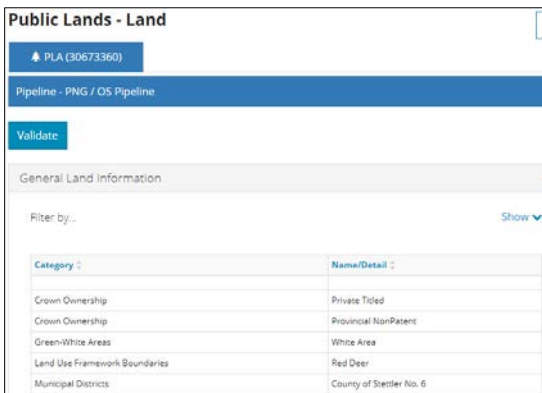 Public Lands - Land
PLA (30673360)
Pipeline - PNG / OS Pipeline
Validate
General Land Information
Filter by...
Show
Category Name/Detail
Crown Ownership Private Titled
Crown Ownership Provincial NonPatent
Green-White Areas White Area
Land Use Framework Boundaries Red Deer
Municipal Districts County of Stettler No. 6